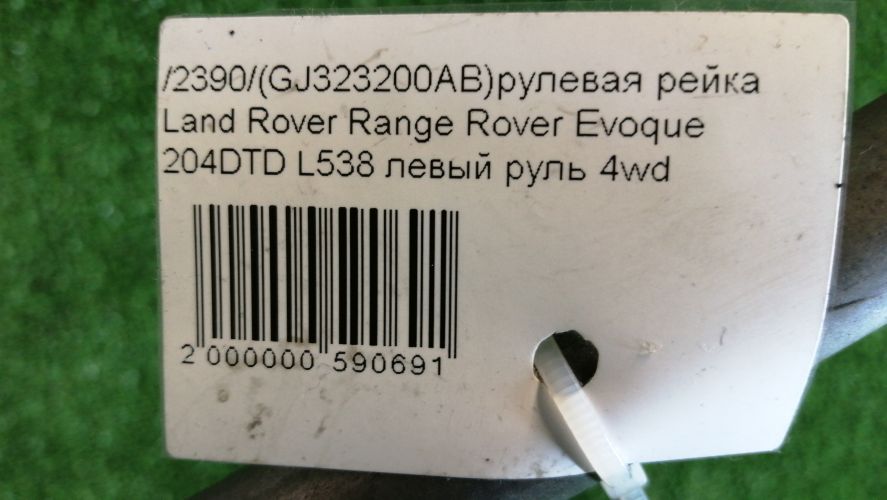 /2390/(GJ323200AB)рулевая рейка
Land Rover Range Rover Evoque
204DTD L538 левый руль 4wd
2 000000 590691